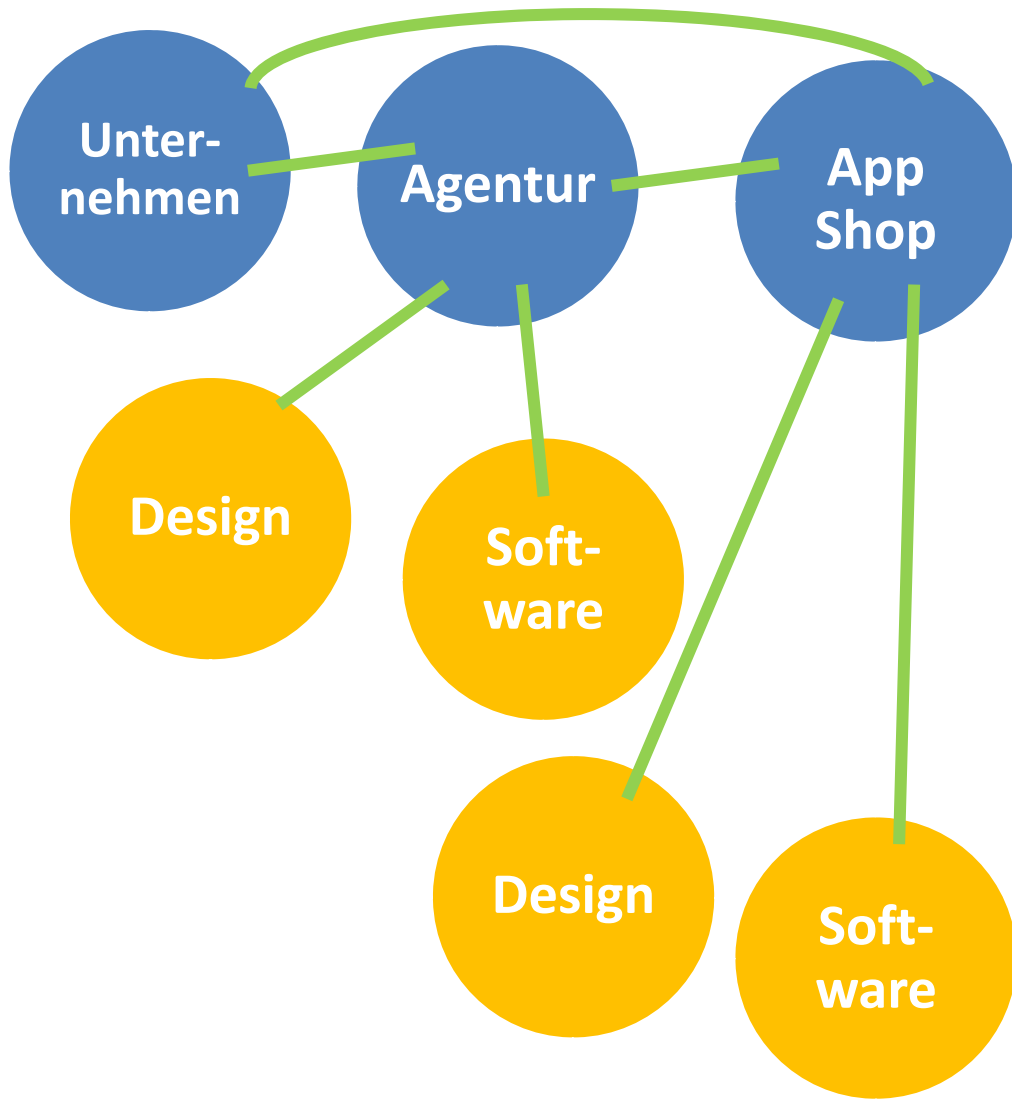 Unter-
nehmen
Agentur
App
Shop
Design
Soft-
ware
Design
Soft-
ware